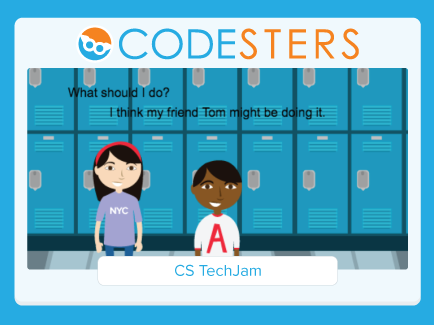 CODESTERS
What should I do?
I think my friend Tom might be doing it.
NYC
A
CS TechJam